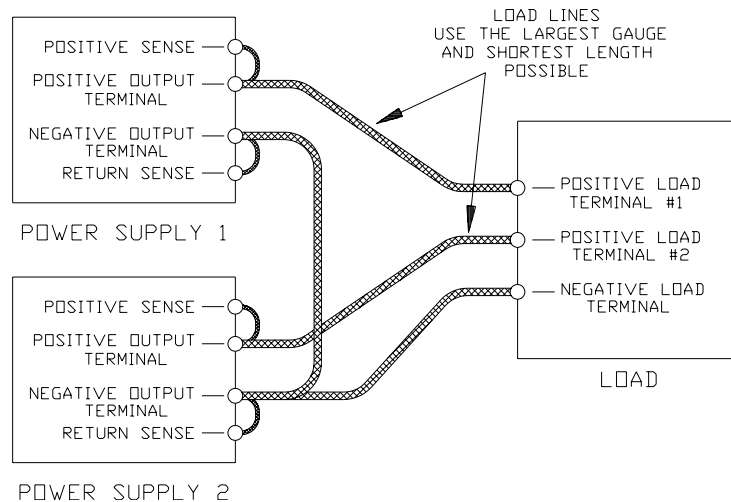 LOAD LINES
USE THE LARGEST GAUGE
AND SHORTEST LENGTH
POSSIBLE
POSITIVE SENSE
POSITIVE OUTPUT
TERMINAL
NEGATIVE OUTPUT
TERMINAL
RETURN SENSE
POWER SUPPLY 1
POSITIVE LOAD
TERMINAL #1
POSITIVE LOAD
TERMINAL #2
NEGATIVE LOAD
TERMINAL
LOAD
POSITIVE SENSE
POSITIVE OUTPUT
TERMINAL
NEGATIVE OUTPUT
TERMINAL
RETURN SENSE
POWER SUPPLY 2